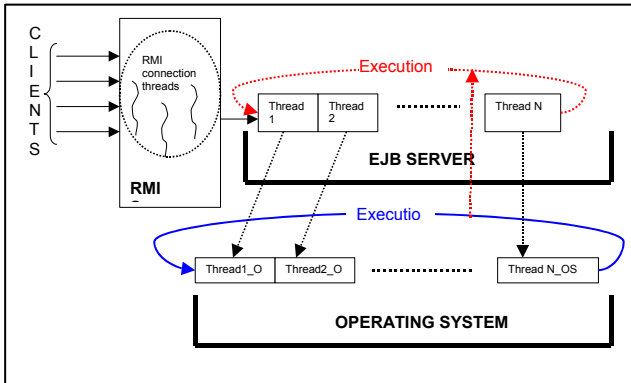 CLIENTS
RMI
connection
threads
RMI
Execution
Thread
1
Thread
2
Thread N
EJB SERVER
Executio
Thread1_O
Thread2_O
Thread N_OS
OPERATING SYSTEM